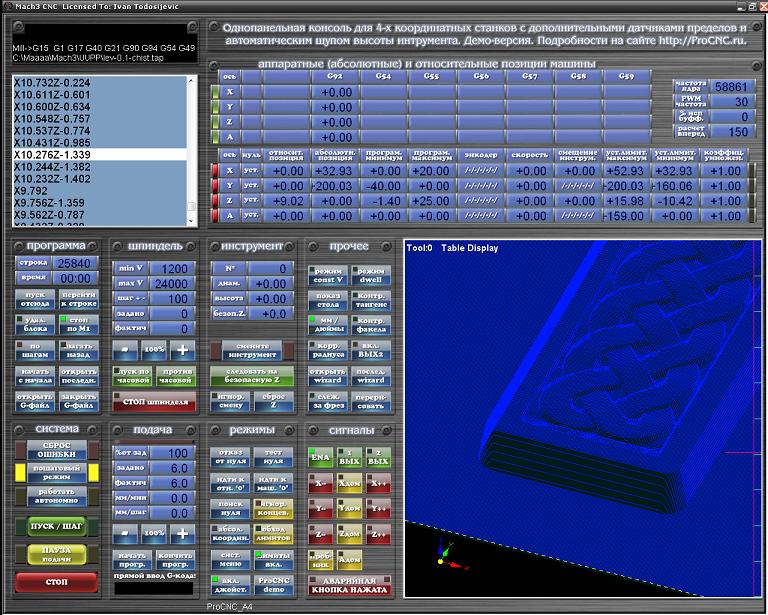 Mach3 CNC Licensed To: Ivan Todosijevic
Mill->G15 G1 G17 G40 G21 G90 G94 G54 G49
C:\Maaaa\Mach3\UUPP\lev-0.1-chist.tap
Однопанельная консоль для 4-х координатных станков с дополнительными датчиками пределов и
автоматическим щупом высоты интрумента. Демо-версия. Подробности на сайте http://ProCNC.ru.
аппаратные (абсолютные) и относительные позиции машины
ось G92 G54 G55 G56 G57 G58 G59
X +0.00
Y +0.00
Z +0.00
A +0.00
частота ядра 58861
PWM частота 30
% исп буфф. 0
расчет вперед 150
X10.732Z-0.224
X10.611Z-0.601
X10.600Z-0.634
X10.548Z-0.757
X10.537Z-0.774
X10.431Z-0.985
X10.276Z-1.339
X10.244Z-1.382
X10.232Z-1.402
X9.792
X9.756Z-1.359
X9.562Z-0.787
ось нуль относит. позиция абсолютн. позиция програм. минимум програм. максимум энкодер скорость смещение инструм. уст.лимит. максимум уст.лимит. минимум коэффиц. умножен.
X уст. +0.00 +32.93 +0.00 +20.00 +0.00 +0.00 +52.93 +32.93 +1.00
Y уст. +0.00 +200.03 -40.00 +0.00 +0.00 +200.03 +160.06 +1.00
Z уст. +9.02 +0.00 -1.40 +25.00 +0.00 +0.00 +15.98 -10.42 +1.00
A уст. +0.00 +0.00 +0.00 +0.00 +0.00 -159.00 +0.00 +1.00
программа
строка 25840
время 00:00
пуск отсюда
перейти к строке
удал. блока
стоп по M1
по шагам
шагать назад
начать с начала
открыть последн.
открыть G-файл
закрыть G-файл
шпиндель
min V 1200
max V 24000
шаг + - 100
задано 0
фактич 0
100%
пуск по часовой
против часовой
СТОП шпинделя
инструмент
N° 0
диам. +0.00
высота +0.00
безоп.Z. +0.0
смените инструмент
следовать на безопасную Z
игнор. смену
сброс Z
прочее
режим const V
режим dwell
показ стола
контр. тангенс
мм / дюймы
контр. факела
корр. радиуса
вкл. ВЫХ2
открыть wizard
послед. wizard
слеж. за фрез
перерисовать
Tool:0 Table Display
система
СБРОС ОШИБКИ
пошаговый режим
работать автономно
ПУСК / ШАГ
ПАУЗА подачи
СТОП
подача
%от зад 100
задано 6.0
фактич 6.0
мм/мин 0.0
мм/шаг 0.0
100%
начать прогр.
кончить прогр.
прямой ввод G-кода:
режимы
отказ от нуля
тест нуля
идти к отн. '0'
идти к маш. '0'
поиск нуля
игнор. концев.
абсол. координ.
обход лимитов
сист. меню
лимиты вкл.
вкл. джойст.
ProCNC demo
сигналы
ENA
1 ВЫХ
2 ВЫХ
X--
Xдом
X++
Y--
Yдом
Y++
Z--
Zдом
Z++
проб-ник
Aдом
АВАРИЙНАЯ КНОПКА НАЖАТА
ProCNC_A4